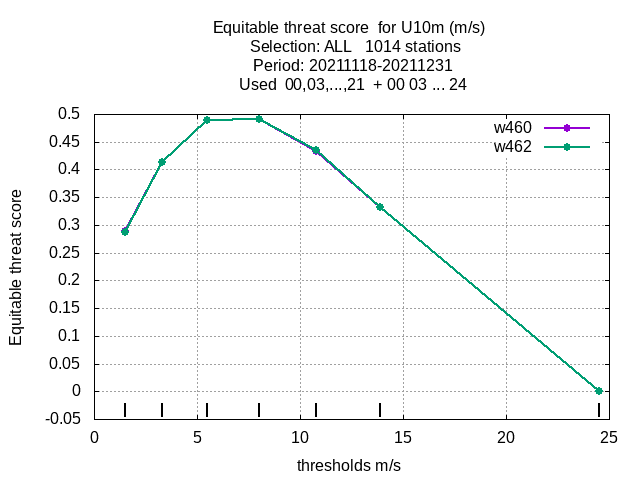 Equitable threat score  for U10m (m/s)
Selection: ALL   1014 stations
Period: 20211118-20211231
Used  00,03,...,21  + 00 03 ... 24
w460
w462
0.5
0.45
0.4
0.35
0.3
0.25
0.2
0.15
0.1
0.05
0
-0.05
Equitable threat score
0 5 10 15 20 25
thresholds m/s